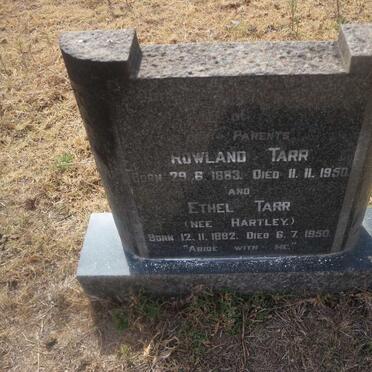 OF
PARENTS
ROWLAND TARR
BORN 29.6.1883. DIED 11.11.1950.
AND
ETHEL TARR
(NEE HARTLEY.)
BORN 12.11.1882. DIED 6.7.1950.
"ABIDE WITH ME."